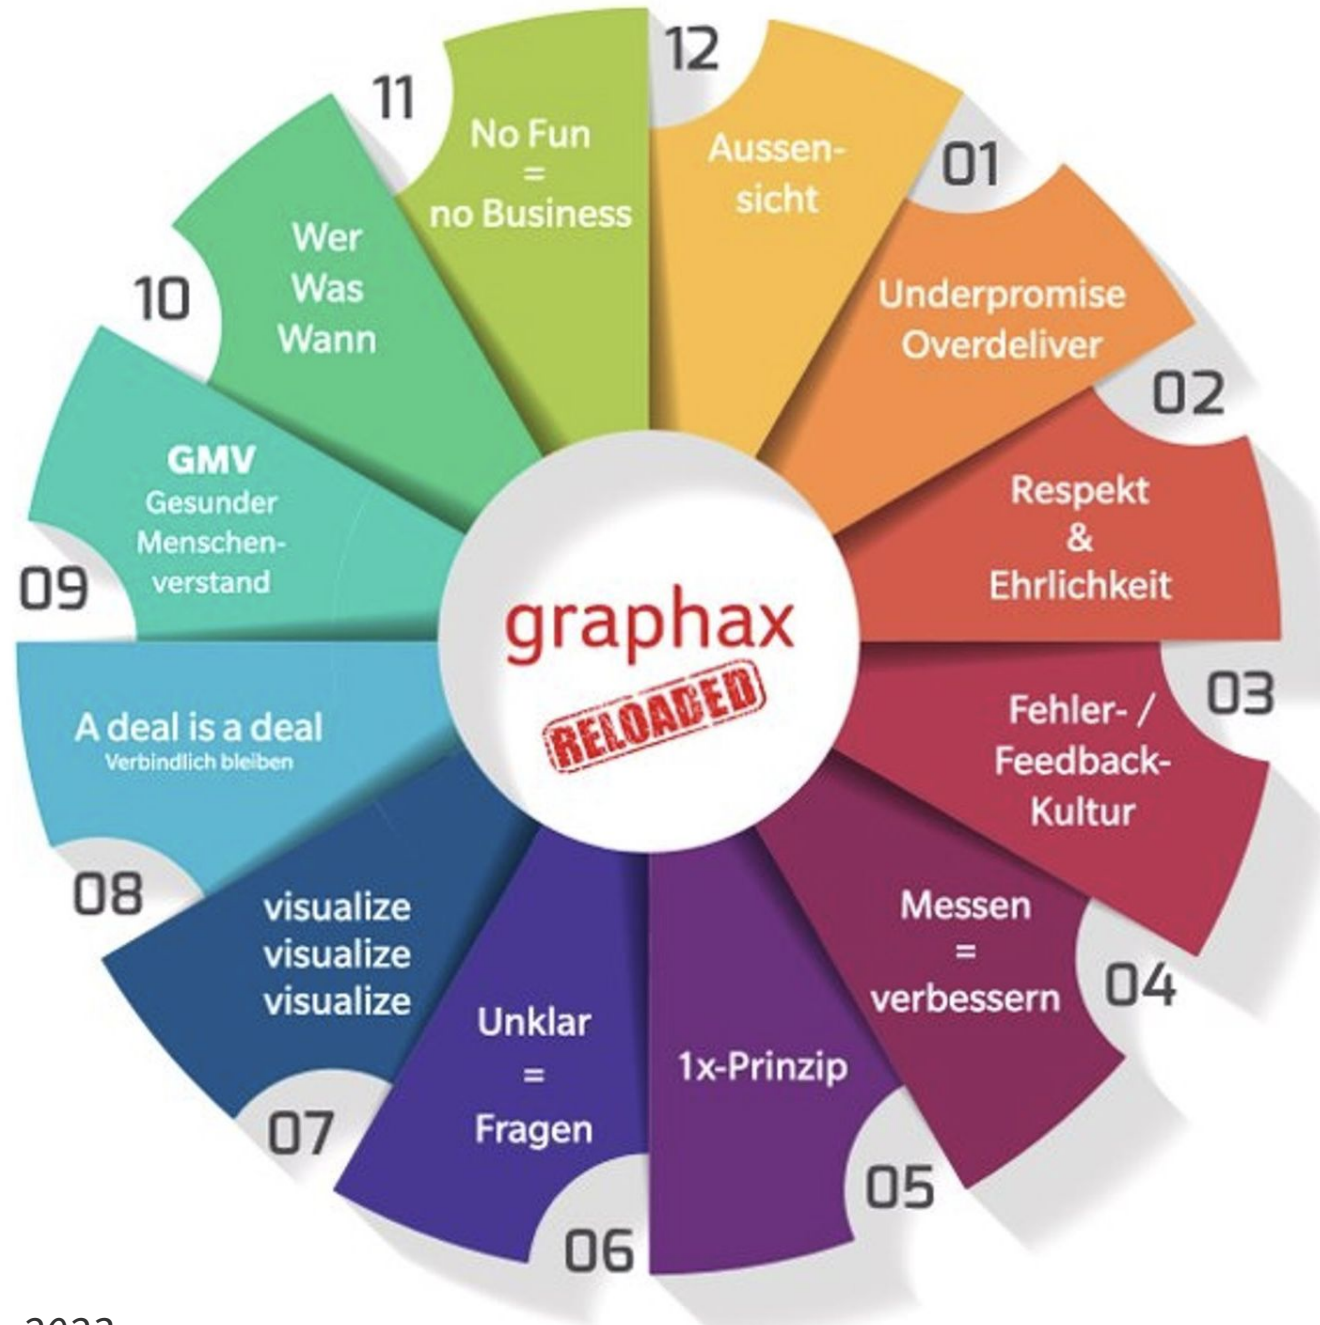 12
Aussen-
sicht
01
Underpromise
Overdeliver
02
Respekt
&
Ehrlichkeit
03
Fehler- /
Feedback-
Kultur
04
Messen
=
verbessern
05
1x-Prinzip
06
Unklar
=
Fragen
07
visualize
visualize
visualize
08
A deal is a deal
Verbindlich bleiben
09
GMV
Gesunder
Menschen-
verstand
10
Wer
Was
Wann
11
No Fun
=
no Business
graphax
RELOADED